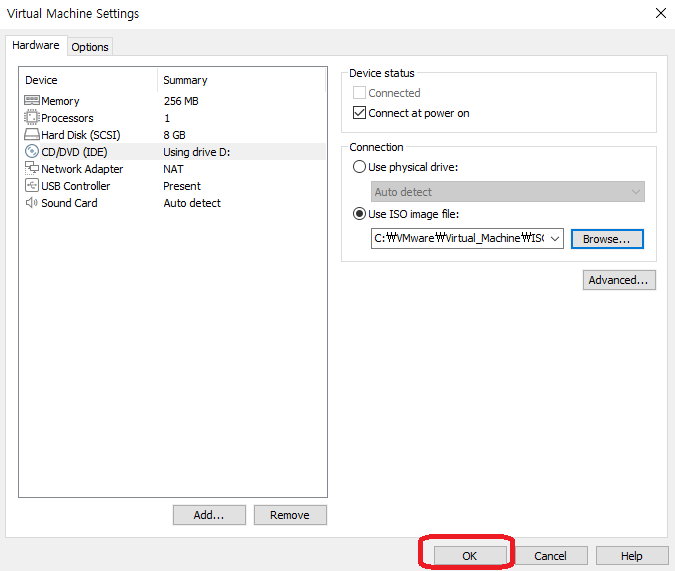 Virtual Machine Settings
Hardware Options
Device Summary
Memory 256 MB
Processors 1
Hard Disk (SCSI) 8 GB
CD/DVD (IDE) Using drive D:
Network Adapter NAT
USB Controller Present
Sound Card Auto detect
Add... Remove
Device status
Connected
Connect at power on
Connection
Use physical drive:
Auto detect
Use ISO image file:
C:₩VMware₩Virtual_Machine₩ISO Browse...
Advanced...
OK Cancel Help